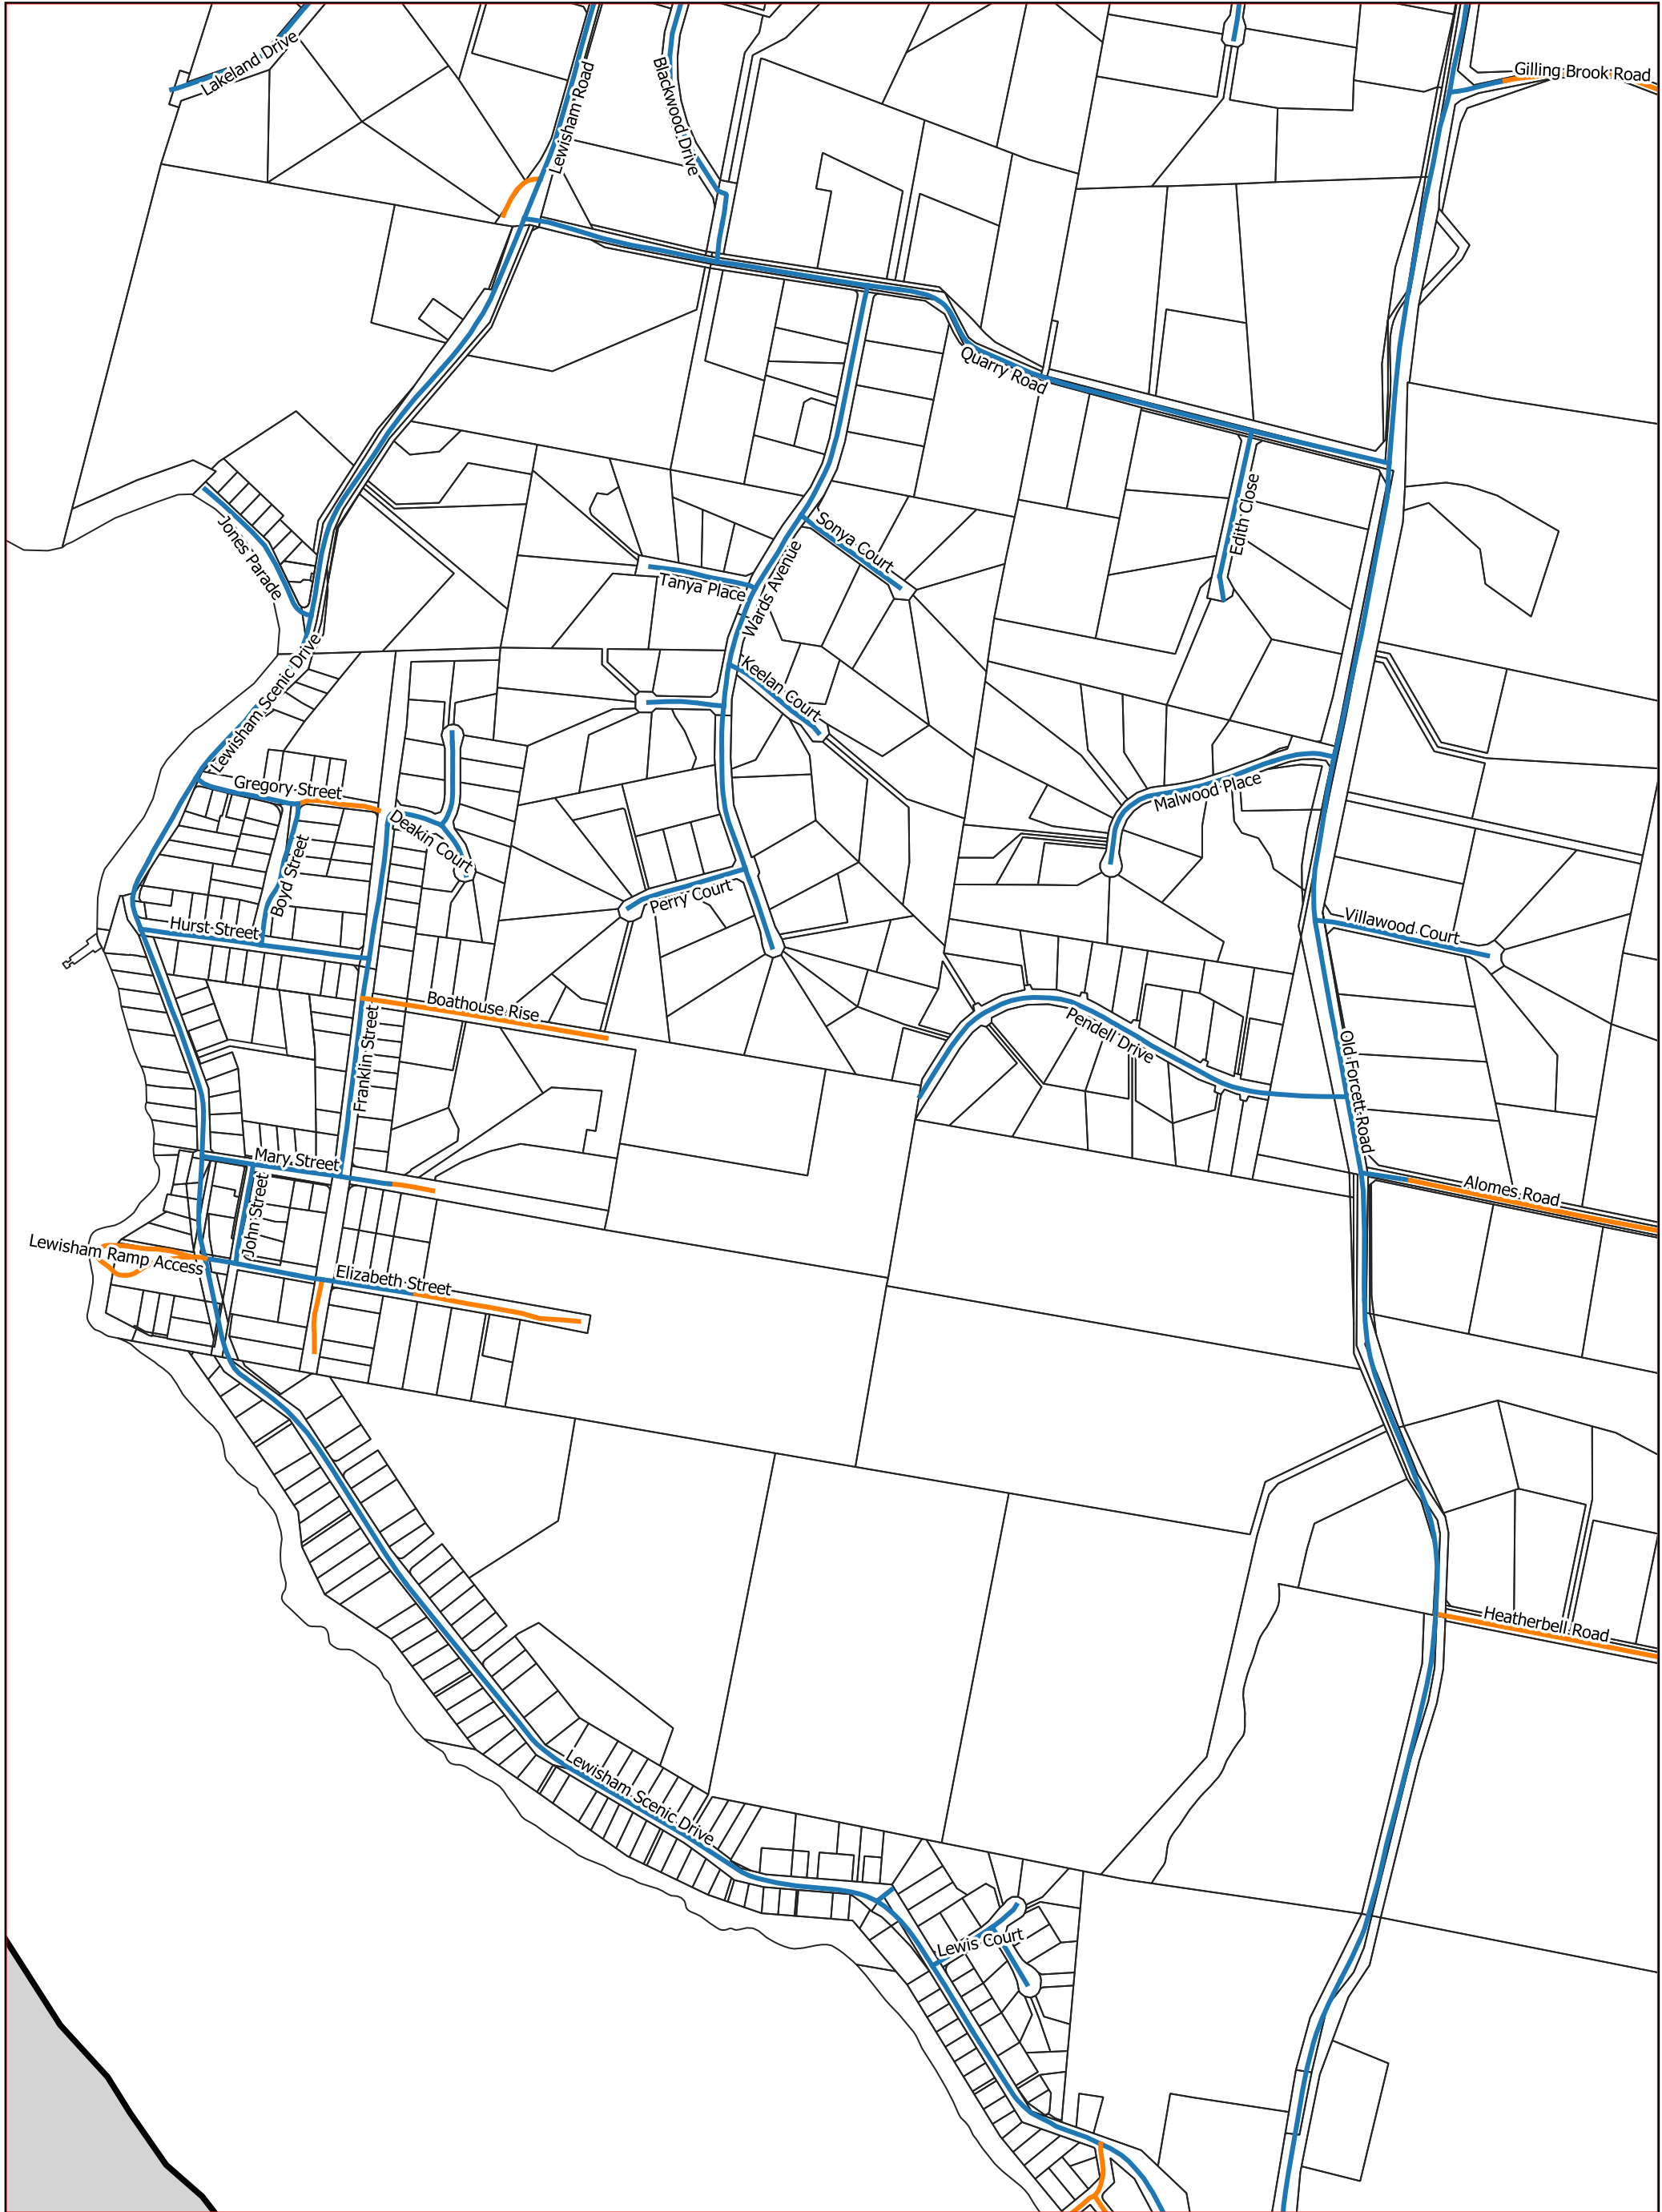 Lakeland Drive
Lewisham Road
Blackwood Drive
Gilling Brook Road
Quarry Road
Jones Parade
Sonya Court
Edith Close
Tanya Place
Wards Avenue
Keelan Court
Lewisham Scenic Drive
Gregory Street
Deakin Court
Malwood Place
Boyd Street
Perry Court
Hurst Street
Villawood Court
Boathouse Rise
Franklin Street
Pendell Drive
Old Forcett Road
Mary Street
John Street
Alomes Road
Lewisham Ramp Access
Elizabeth Street
Heatherbell Road
Lewisham Scenic Drive
Lewis Court